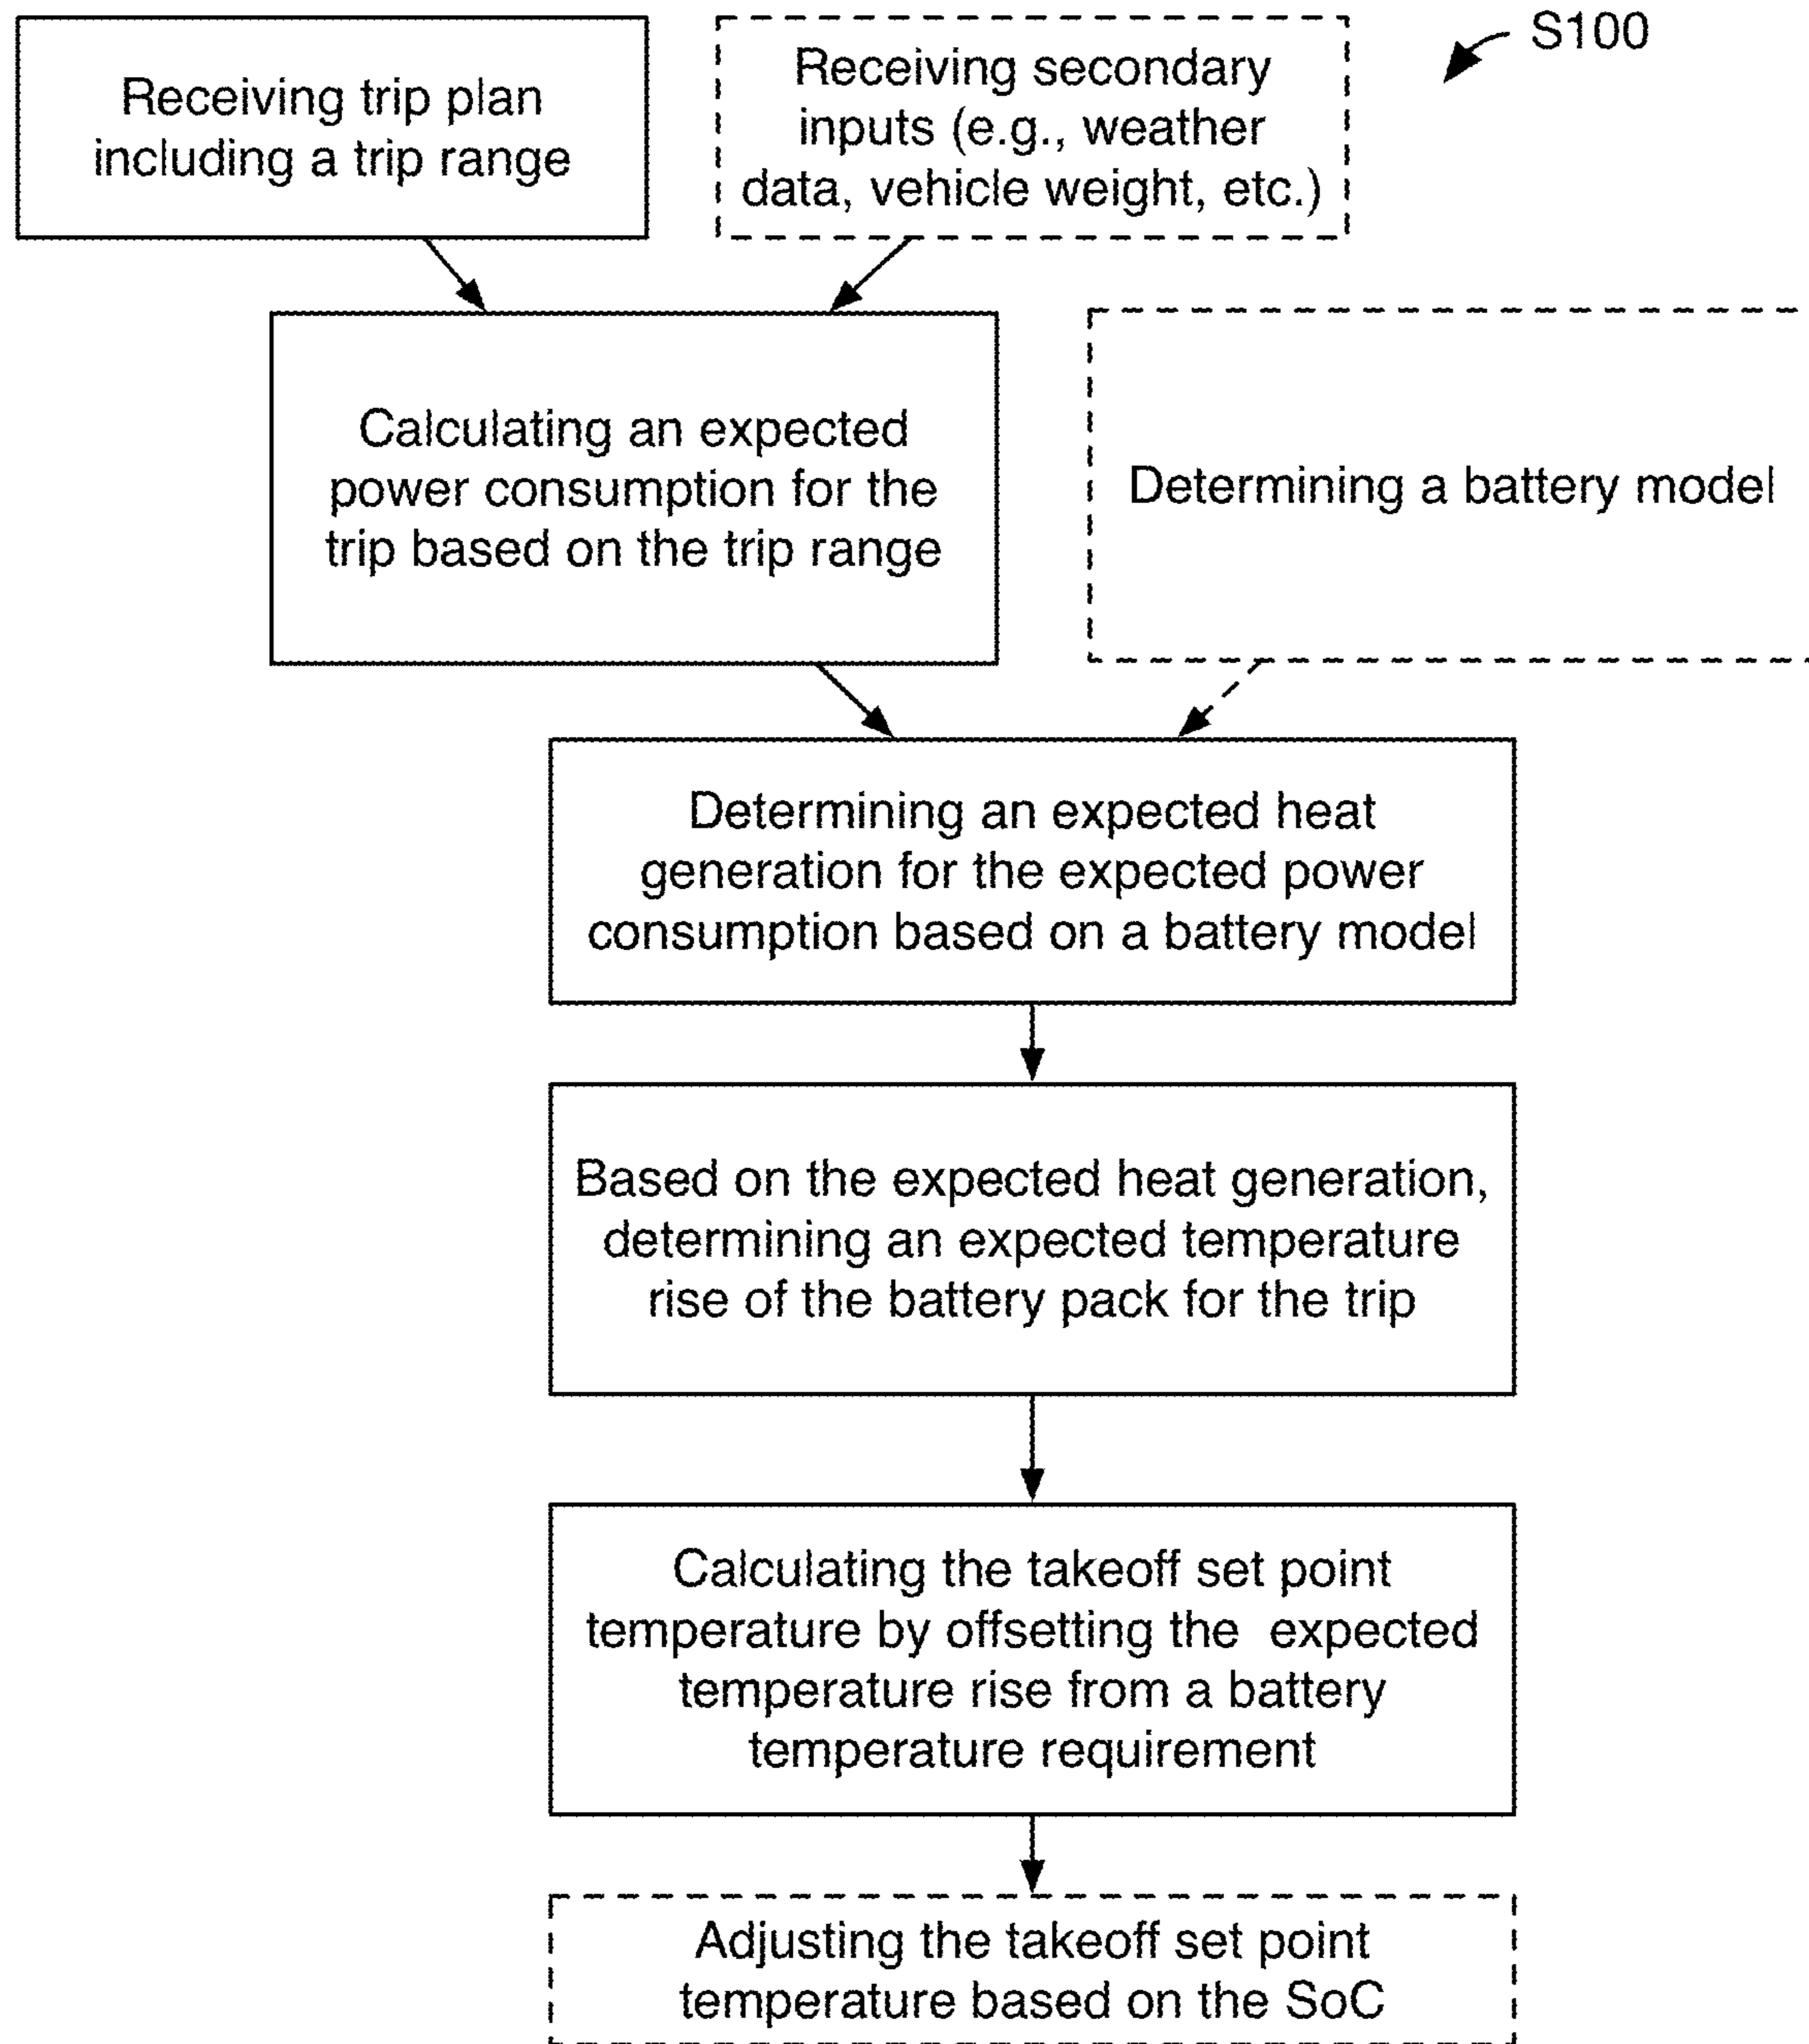 S100
Receiving trip plan
including a trip range
Receiving secondary
inputs (e.g., weather
data, vehicle weight, etc.)
Calculating an expected
power consumption for the
trip based on the trip range
Determining a battery model
Determining an expected heat
generation for the expected power
consumption based on a battery model
Based on the expected heat generation,
determining an expected temperature
rise of the battery pack for the trip
Calculating the takeoff set point
temperature by offsetting the expected
temperature rise from a battery
temperature requirement
Adjusting the takeoff set point
temperature based on the SoC